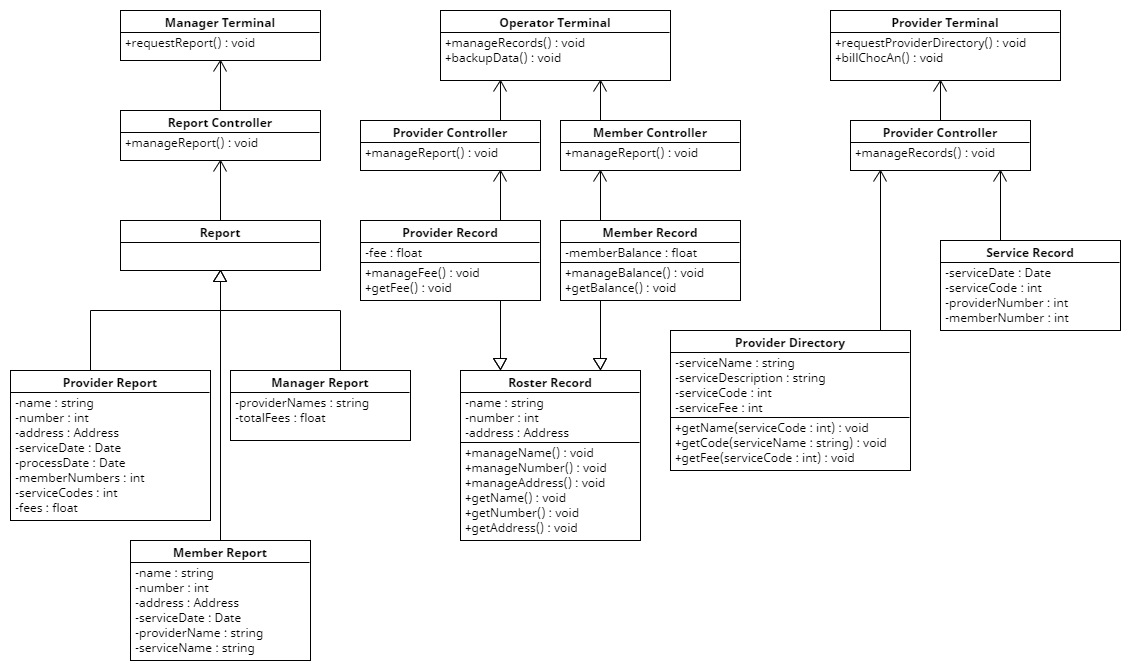 Manager Terminal
+requestReport() : void
Operator Terminal
+manageRecords() : void
+backupData() : void
Provider Terminal
+requestProviderDirectory() : void
+billChocAn() : void
Report Controller
+manageReport() : void
Provider Controller
+manageReport() : void
Member Controller
+manageReport() : void
Provider Controller
+manageRecords() : void
Report
Provider Record
-fee : float
+manageFee() : void
+getFee() : void
Member Record
-memberBalance : float
+manageBalance() : void
+getBalance() : void
Service Record
-serviceDate : Date
-serviceCode : int
-providerNumber : int
-memberNumber : int
Provider Report
-name : string
-number : int
-address : Address
-serviceDate : Date
-processDate : Date
-memberNumbers : int
-serviceCodes : int
-fees : float
Manager Report
-providerNames : string
-totalFees : float
Roster Record
-name : string
-number : int
-address : Address
+manageName() : void
+manageNumber() : void
+manageAddress() : void
+getName() : void
+getNumber() : void
+getAddress() : void
Provider Directory
-serviceName : string
-serviceDescription : string
-serviceCode : int
-serviceFee : int
+getName(serviceCode : int) : void
+getCode(serviceName : string) : void
+getFee(serviceCode : int) : void
Member Report
-name : string
-number : int
-address : Address
-serviceDate : Date
-providerName : string
-serviceName : string